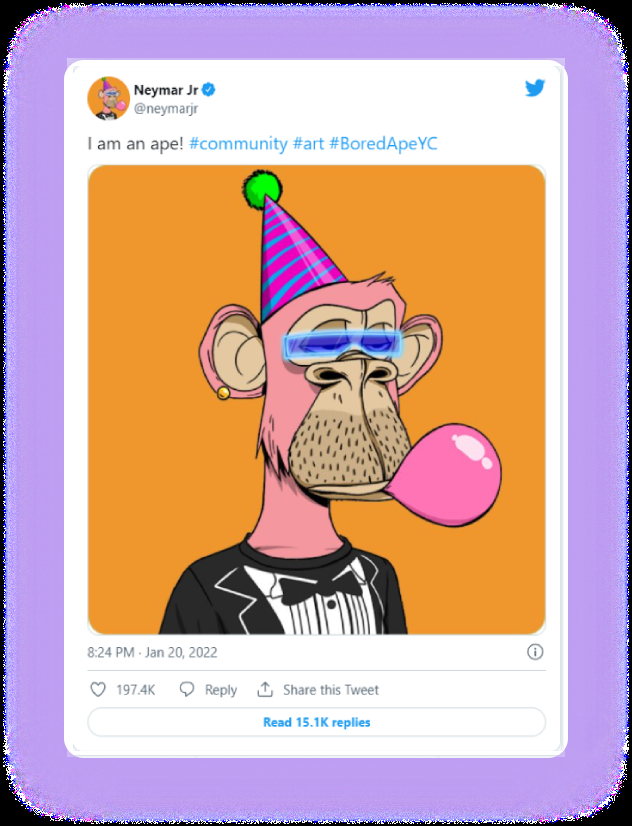 Neymar Jr
@neymarjr
I am an ape! #community #art #BoredApeYC
8:24 PM · Jan 20, 2022
197.4K Reply Share this Tweet
Read 15.1K replies